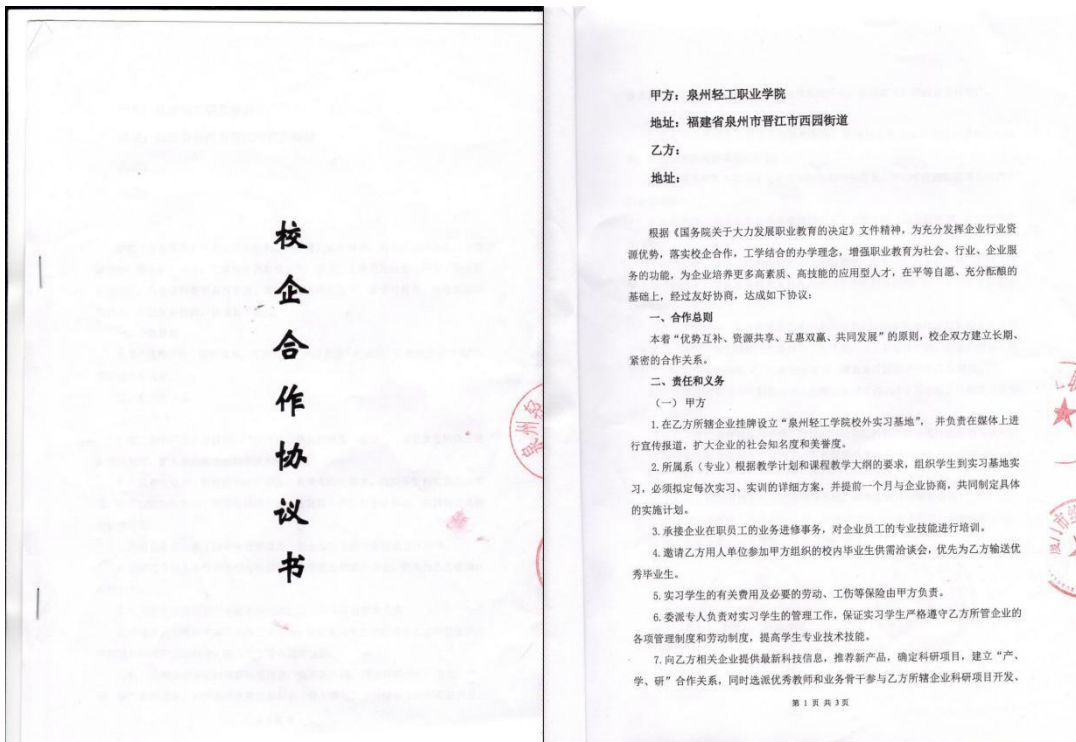 校企合作协议书
甲方：泉州轻工职业学院
地址：福建省泉州市晋江市西园街道
乙方：
地址：
根据《国务院关于大力发展职业教育的决定》文件精神，为充分发挥企业行业资
源优势，落实校企合作，工学结合的办学理念，增强职业教育为社会、行业、企业服
务的功能，为企业培养更多高素质、高技能的应用型人才，在平等自愿、充分酝酿的
基础上，经过友好协商，达成如下协议：
一、合作总则
本着“优势互补、资源共享、互惠双赢、共同发展”的原则，校企双方建立长期、
紧密的合作关系。
二、责任和义务
（一） 甲方
1.在乙方所辖企业挂牌设立“泉州轻工学院校外实习基地”， 并负责在媒体上进
行宣传报道，扩大企业的社会知名度和美誉度。
2.所属系（专业）根据教学计划和课程教学大纲的要求，组织学生到实习基地实
习，必须拟定每次实习、实训的详细方案，并提前一个月与企业协商，共同制定具体
的实施计划。
3.承接企业在职员工的业务进修事务，对企业员工的专业技能进行培训。
4.邀请乙方用人单位参加甲方组织的校内毕业生供需洽谈会，优先为乙方输送优
秀毕业生。
5.实习学生的有关费用及必要的劳动、工伤等保险由甲方负责。
6.委派专人负责对实习学生的管理工作，保证实习学生严格遵守乙方所管企业的
各项管理制度和劳动制度，提高学生专业技术技能。
7.向乙方相关企业提供最新科技信息，推荐新产品，确定科研项目，建立“产、
学、研”合作关系，同时选派优秀教师和业务骨干参与乙方所辖企业科研项目开发、
第 1 页 共 3 页
泉州
厦门市